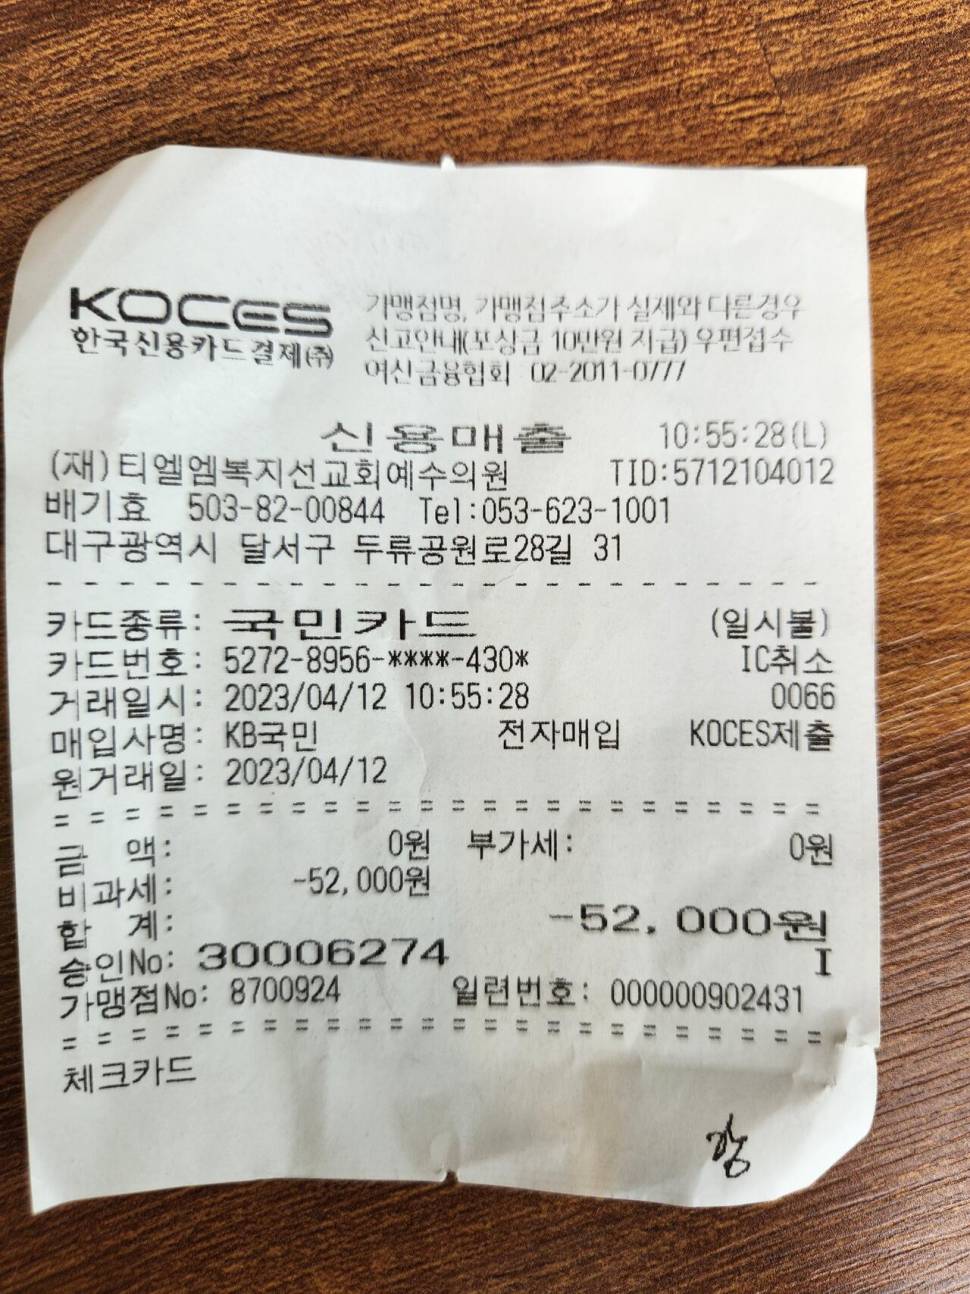 KOCES
한국신용카드결제(주)
가맹점명, 가맹점주소가 실제와 다른경우
신고안내(포상금 10만원 지급) 우편접수
여신금융협회 02-2011-0777
신용매출 10:55:28(L)
(재)티엘엠복지선교회예수의원 TID:5712104012
배기효 503-82-00844 Tel:053-623-1001
대구광역시 달서구 두류공원로28길 31
카드종류: 국민카드 (일시불)
카드번호: 5272-8956-****-430* IC취소
거래일시: 2023/04/12 10:55:28 0066
매입사명: KB국민 전자매입 KOCES제출
원거래일: 2023/04/12
금 액: 0원 부가세: 0원
비과세: -52,000원
합 계: -52,000원
승인No: 30006274 I
가맹점No: 8700924 일련번호: 000000902431
체크카드